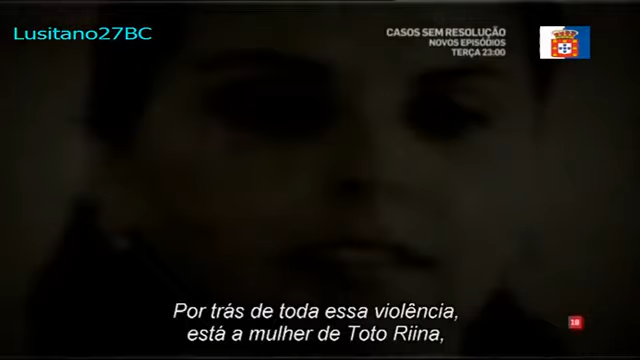 Lusitano27BC
CASOS SEM RESOLUÇÃO
NOVOS EPISÓDIOS
TERÇA 23:00
Por trás de toda essa violência,
está a mulher de Toto Riina,